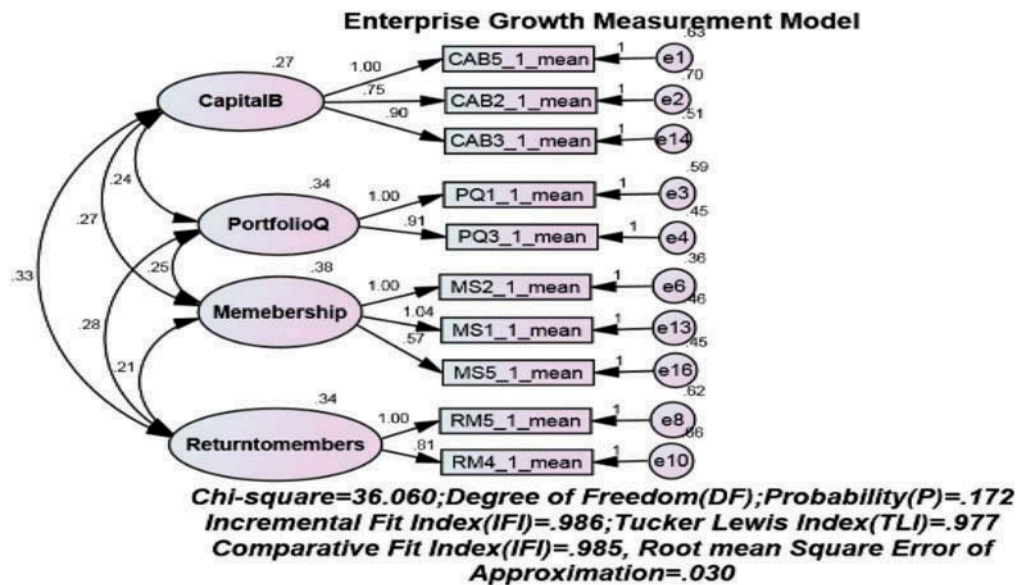 Enterprise Growth Measurement Model
.63
.27
1.00
CAB5_1_mean
1
e1
.70
CapitalB
.75
CAB2_1_mean
1
e2
.51
.90
CAB3_1_mean
1
e14
.59
.24
.34
1.00
PQ1_1_mean
1
e3
.45
.27
PortfolioQ
.91
PQ3_1_mean
1
e4
.36
.33
.25
.38
1.00
MS2_1_mean
1
e6
.46
.28
Memebership
1.04
MS1_1_mean
1
e13
.45
.57
MS5_1_mean
1
e16
.62
.21
.34
1.00
RM5_1_mean
1
e8
Returntomembers
.81
RM4_1_mean
1
e10
Chi-square=36.060;Degree of Freedom(DF);Probability(P)=.172
Incremental Fit Index(IFI)=.986;Tucker Lewis Index(TLI)=.977
Comparative Fit Index(IFI)=.985, Root mean Square Error of
Approximation=.030